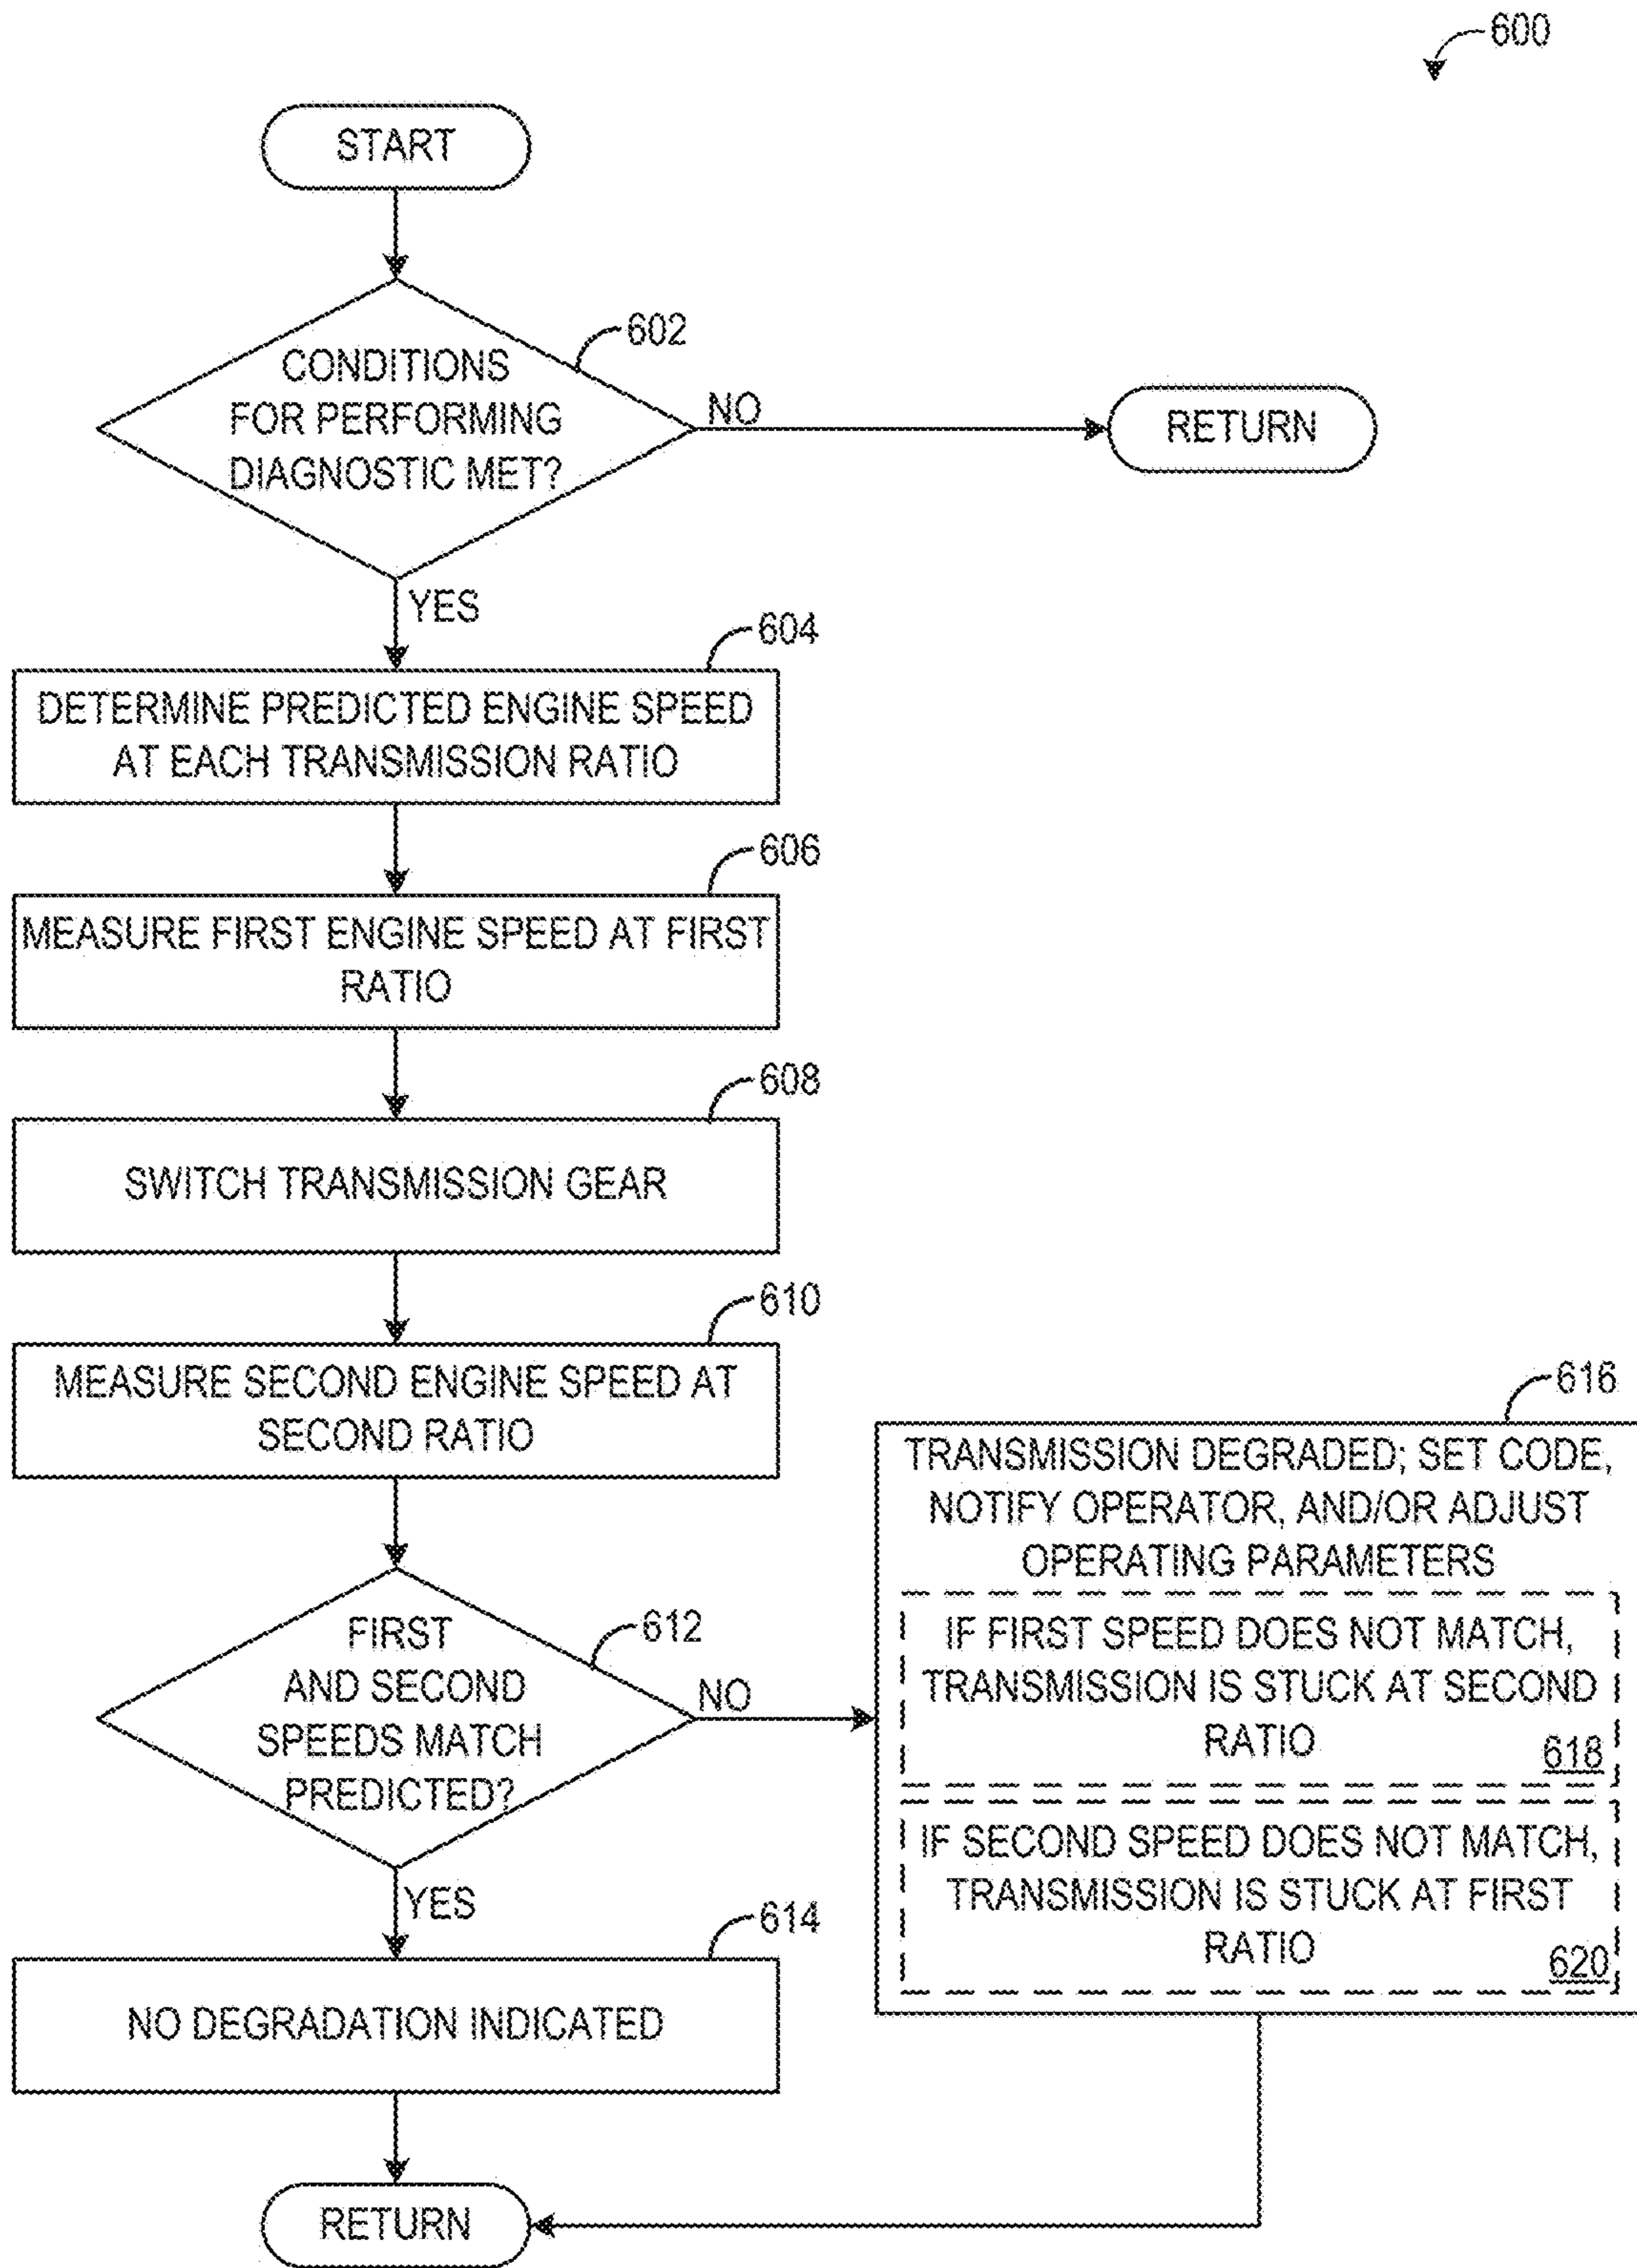 600
START
602
CONDITIONS
FOR PERFORMING
DIAGNOSTIC MET?
NO
RETURN
YES
604
DETERMINE PREDICTED ENGINE SPEED
AT EACH TRANSMISSION RATIO
606
MEASURE FIRST ENGINE SPEED AT FIRST
RATIO
608
SWITCH TRANSMISSION GEAR
610
MEASURE SECOND ENGINE SPEED AT
SECOND RATIO
612
FIRST
AND SECOND
SPEEDS MATCH
PREDICTED?
NO
616
TRANSMISSION DEGRADED; SET CODE,
NOTIFY OPERATOR, AND/OR ADJUST
OPERATING PARAMETERS
IF FIRST SPEED DOES NOT MATCH,
TRANSMISSION IS STUCK AT SECOND
RATIO
618
IF SECOND SPEED DOES NOT MATCH,
TRANSMISSION IS STUCK AT FIRST
RATIO
620
YES
614
NO DEGRADATION INDICATED
RETURN